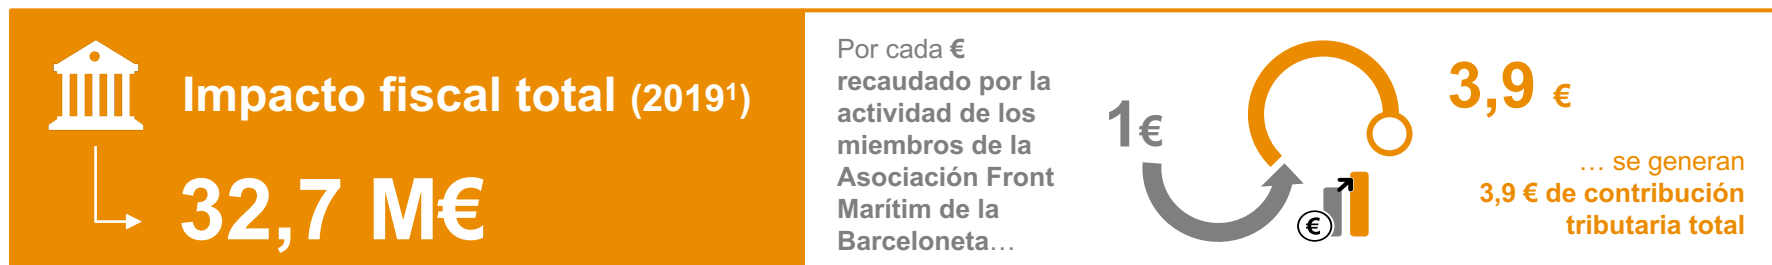 Impacto fiscal total (2019¹)
32,7 M€
Por cada €
recaudado por la
actividad de los
miembros de la
Asociación Front
Marítim de la
Barceloneta…
1€
€
3,9 €
… se generan
3,9 € de contribución
tributaria total